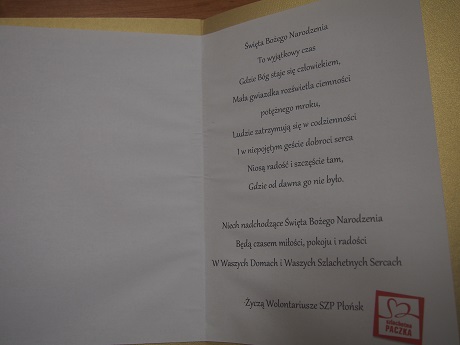 Święta Bożego Narodzenia
To wyjątkowy czas
Gdzie Bóg staje się człowiekiem,
Mała gwiazdka rozświetla ciemności
potężnego mroku,
Ludzie zatrzymują się w codzienności
I w niepojętym geście dobroci serca
Niosą radość i szczęście tam,
Gdzie od dawna go nie było.
Niech nadchodzące Święta Bożego Narodzenia
Będą czasem miłości, pokoju i radości
W Waszych Domach i Waszych Szlachetnych Sercach
Życzą Wolontariusze SZP Płońsk
szlachetna
PACZKA